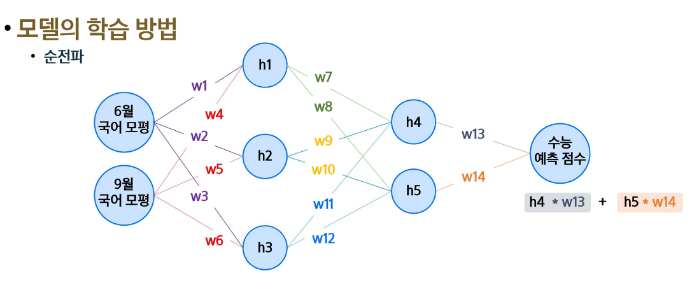 • 모델의 학습 방법
• 순전파
6월
국어 모평
9월
국어 모평
w1
w4
w2
w5
w3
w6
h1
h2
h3
w7
w8
w9
w10
w11
w12
h4
h5
w13
w14
수능
예측 점수
h4 * w13 + h5 * w14